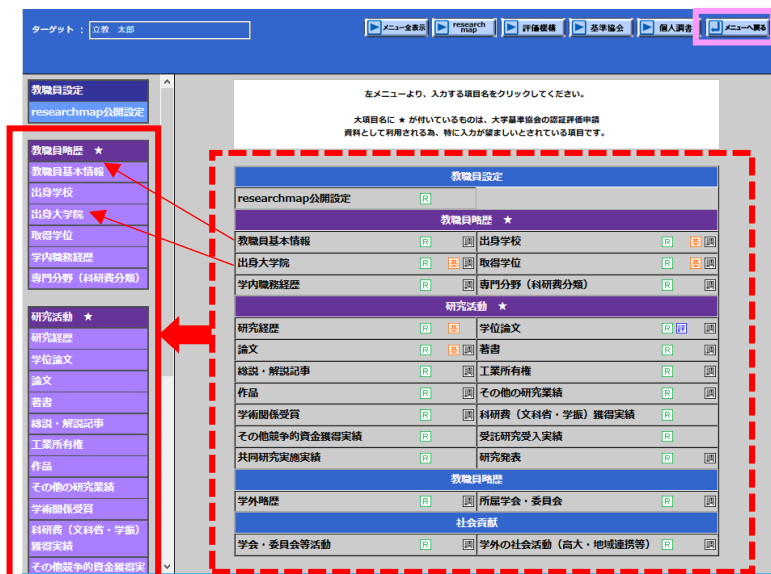 ターゲット : 立教 太郎
メニュー全表示 research map 評価機構 基準協会 個人調書 メニューへ戻る
教職員設定
researchmap公開設定
教職員略歴 ★
教職員基本情報
出身学校
出身大学院
取得学位
学内職務経歴
専門分野（科研費分類）
研究活動 ★
研究経歴
学位論文
論文
著書
総説・解説記事
工業所有権
作品
その他の研究業績
学術関係受賞
科研費（文科省・学振）
獲得実績
その他競争的資金獲得実
左メニューより、入力する項目名をクリックしてください。
大項目名に ★ が付いているものは、大学基準協会の認証評価申請
資料として利用される為、特に入力が望ましいとされている項目です。
教職員設定
researchmap公開設定 R
教職員略歴 ★
教職員基本情報 R 調 出身学校 R 基 調
出身大学院 R 基 調 取得学位 R 基 調
学内職務経歴 R 調 専門分野（科研費分類） R 調
研究活動 ★
研究経歴 R 基 学位論文 R 評 調
論文 R 基 調 著書 R 調
総説・解説記事 R 調 工業所有権 R 調
作品 R 調 その他の研究業績 R 調
学術関係受賞 R 調 科研費（文科省・学振）獲得実績 R
その他競争的資金獲得実績 R 受託研究受入実績 R
共同研究実施実績 R 研究発表 R 調
教職員略歴
学外略歴 R 調 所属学会・委員会 R 調
社会貢献
学会・委員会等活動 R 調 学外の社会活動（高大・地域連携等） R 調